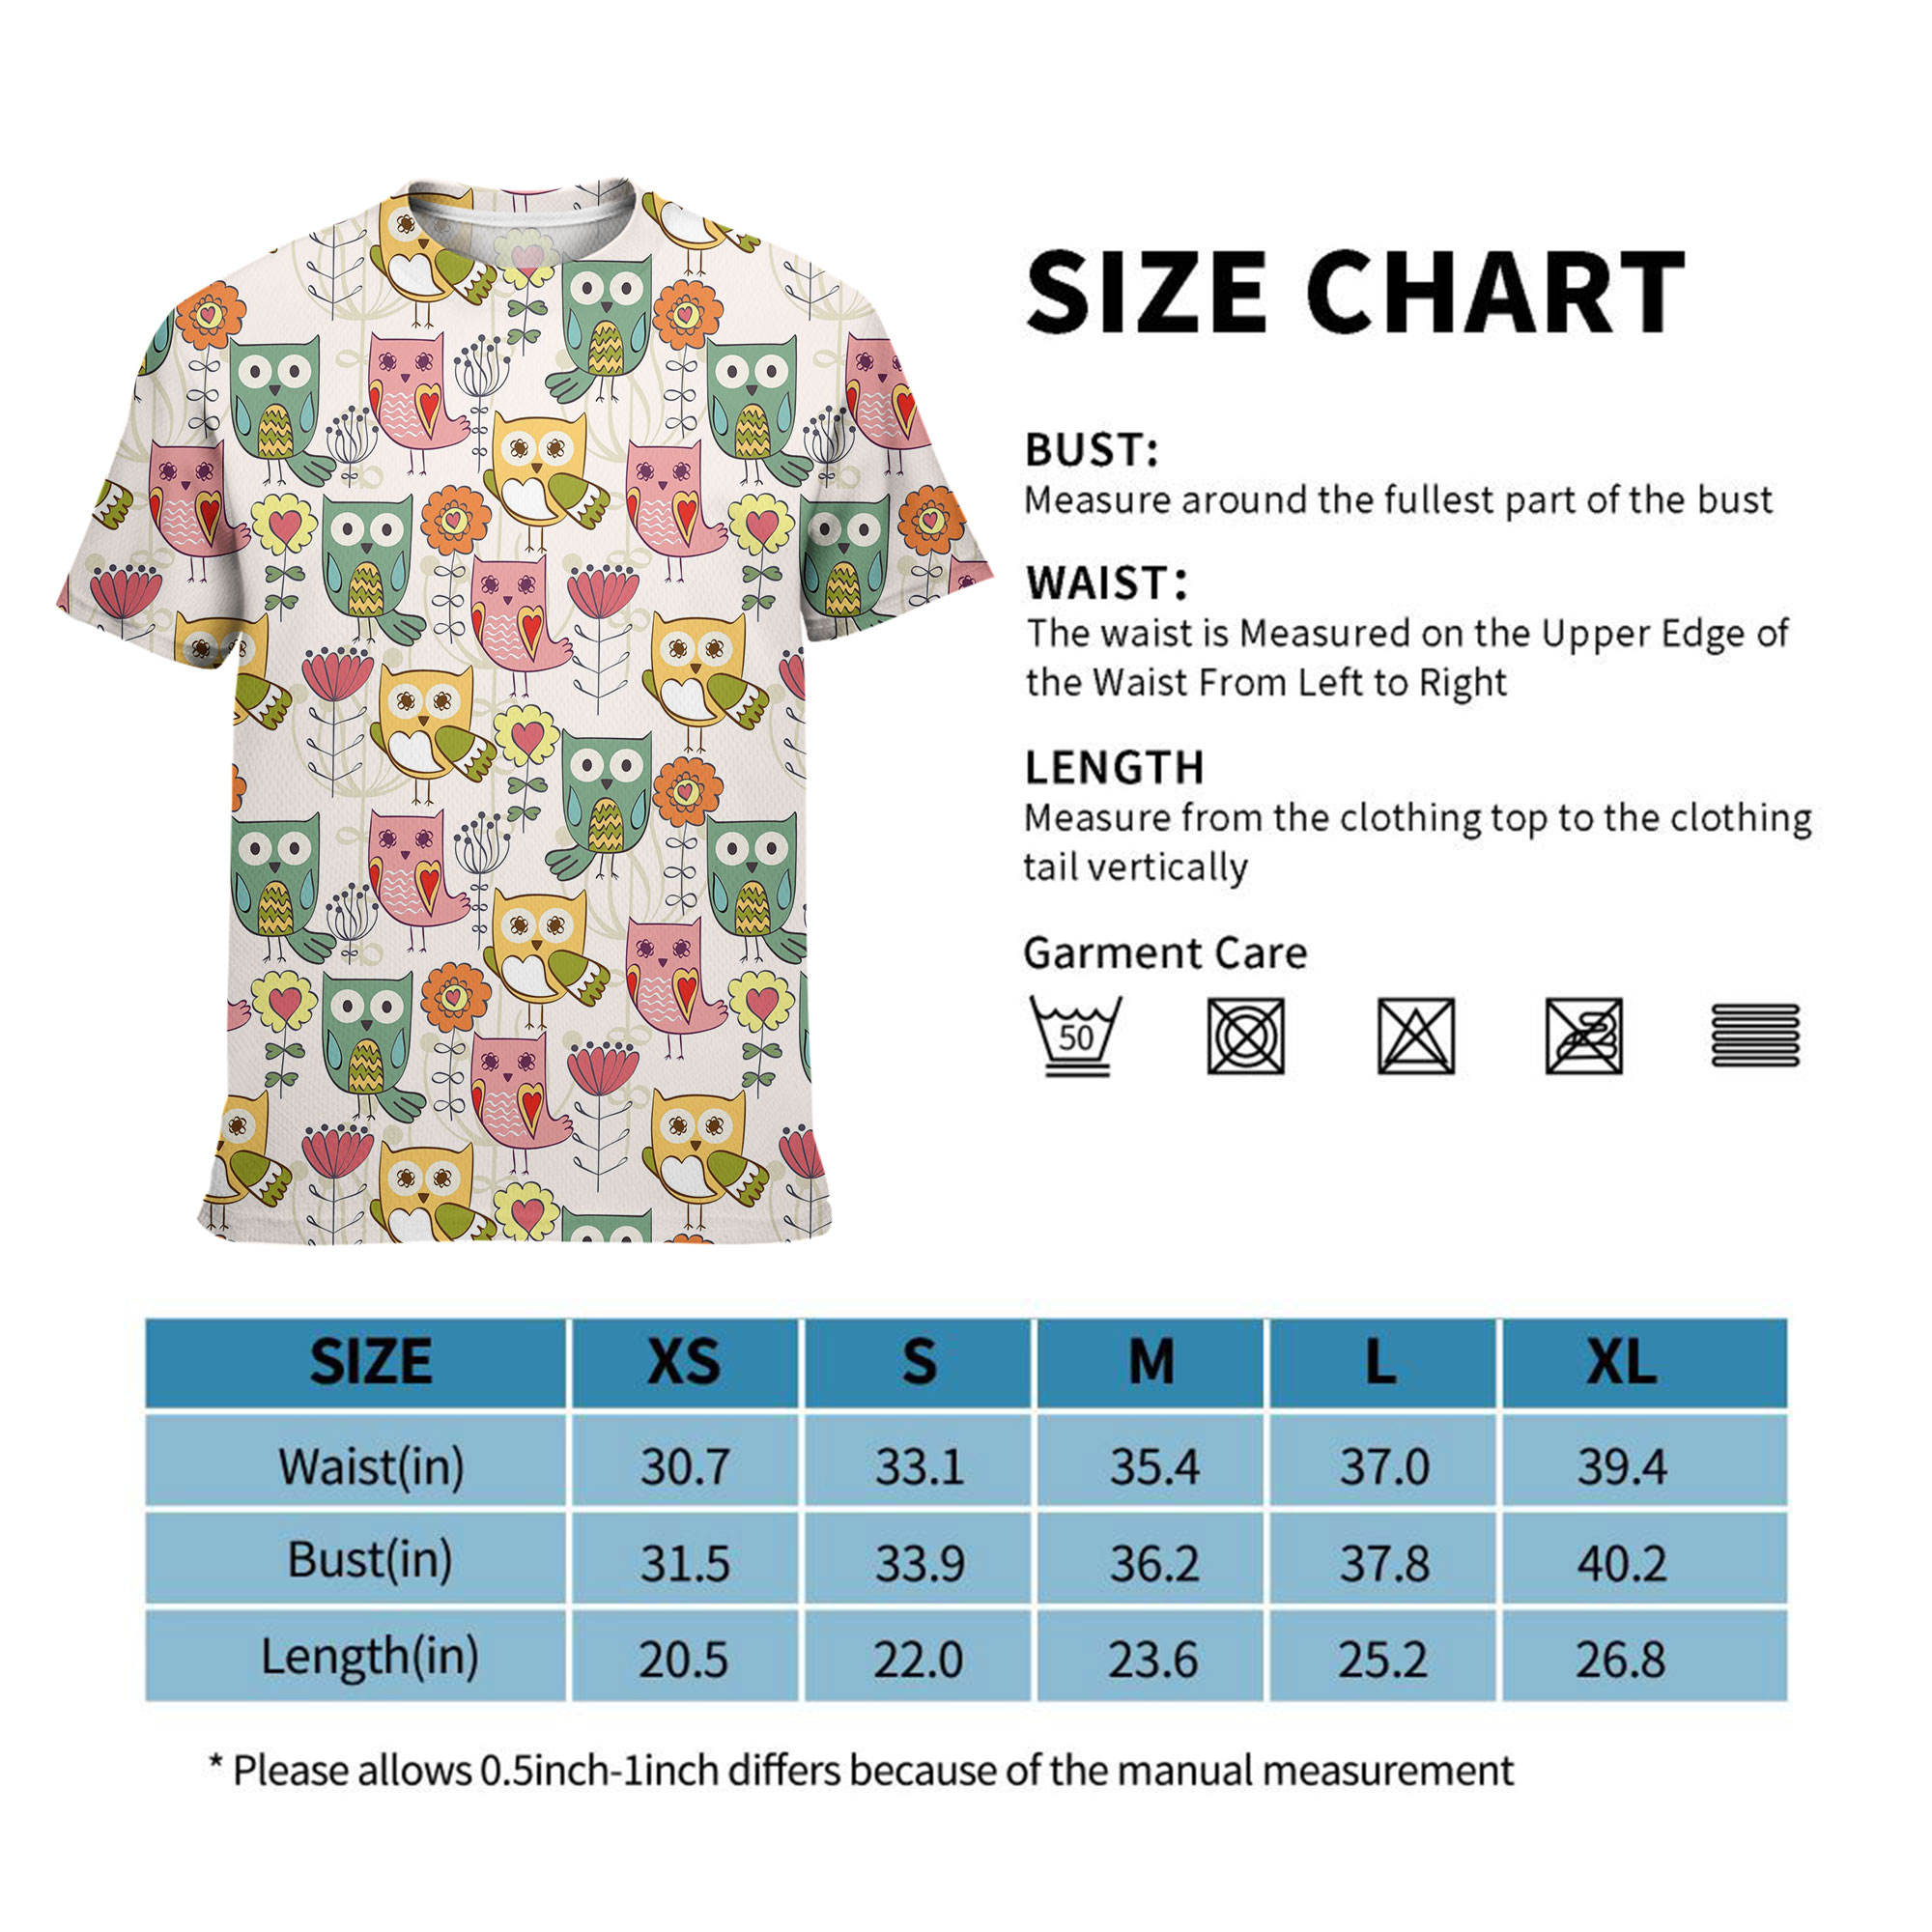 SIZE CHART
BUST:
Measure around the fullest part of the bust
WAIST:
The waist is Measured on the Upper Edge of
the Waist From Left to Right
LENGTH
Measure from the clothing top to the clothing
tail vertically
Garment Care
50
SIZE XS S M L XL
Waist(in) 30.7 33.1 35.4 37.0 39.4
Bust(in) 31.5 33.9 36.2 37.8 40.2
Length(in) 20.5 22.0 23.6 25.2 26.8
* Please allows 0.5inch-1inch differs because of the manual measurement